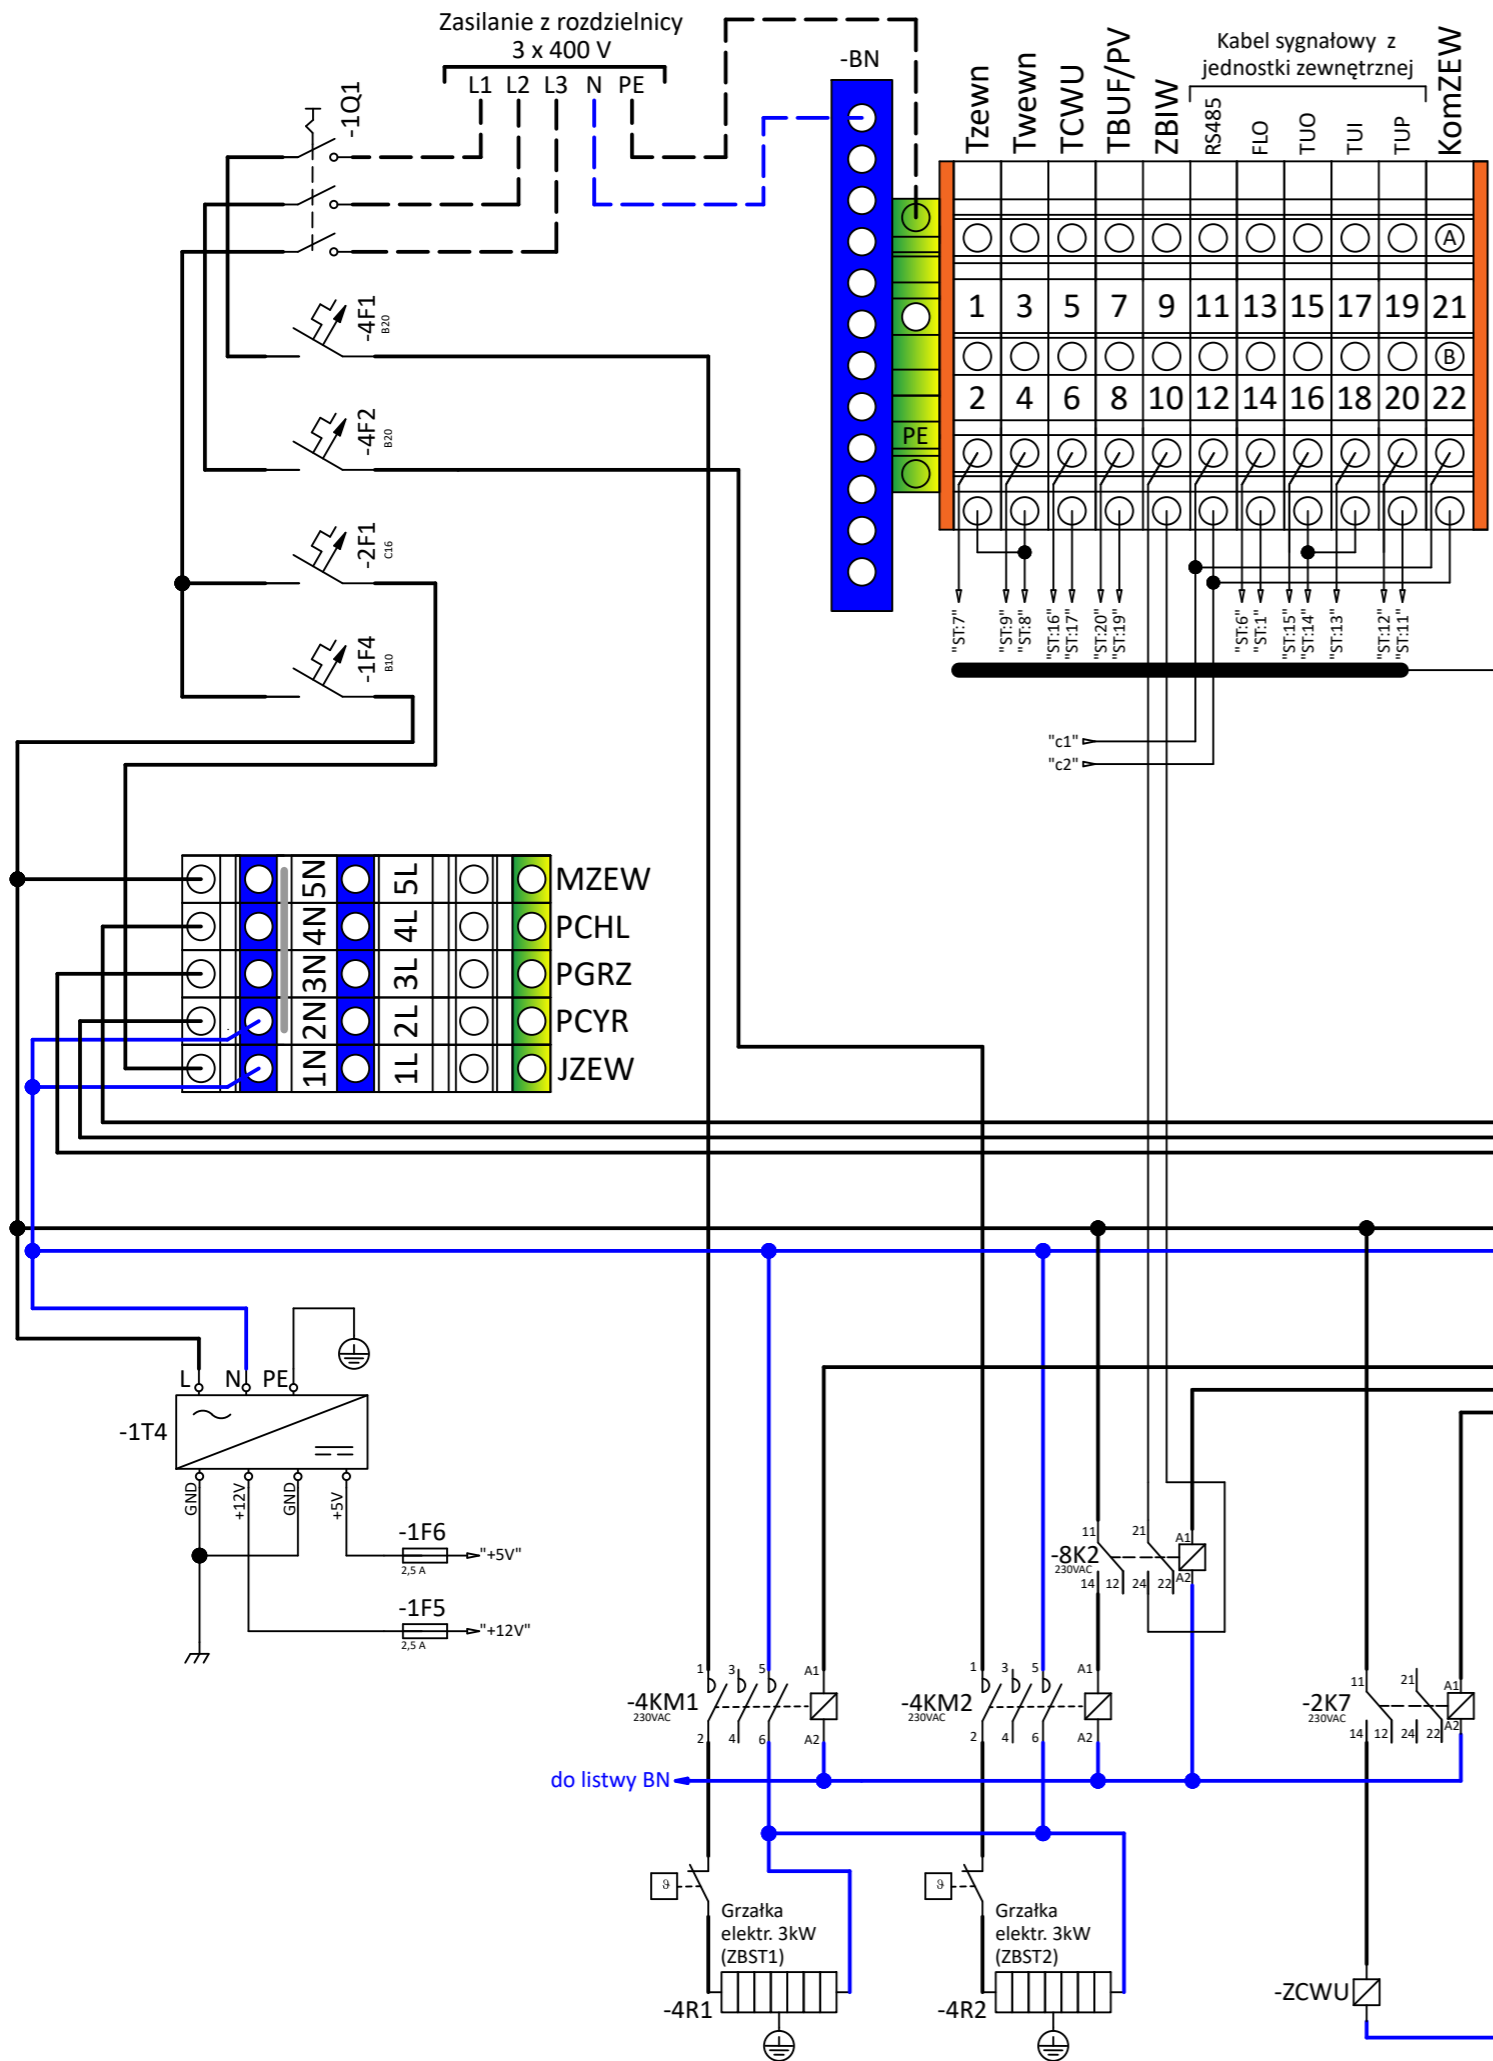 Zasilanie z rozdzielnicy
3 x 400 V
L1 L2 L3 N PE
-1Q1
-BN
Tzewn
Twewn
TCWU
TBUF/PV
ZBIW
Kabel sygnałowy z
jednostki zewnętrznej
RS485
FLO
TUO
TUI
TUP
KomZEW
A
1 3 5 7 9 11 13 15 17 19 21
B
2 4 6 8 10 12 14 16 18 20 22
PE
-4F1
B20
-4F2
B20
-2F1
C16
-1F4
B10
"ST:7"
"ST:9"
"ST:8"
"ST:16"
"ST:17"
"ST:20"
"ST:19"
"ST:6"
"ST:1"
"ST:15"
"ST:14"
"ST:13"
"ST:12"
"ST:11"
"c1"
"c2"
5N 5L MZEW
4N 4L PCHL
3N 3L PGRZ
2N 2L PCYR
1N 1L JZEW
L N PE
-1T4
GND
+12V
GND
+5V
-1F6
2,5 A
"+5V"
-1F5
2,5 A
"+12V"
11 21 A1
-8K2
230VAC
14 12 24 22 A2
1 3 5 A1
-4KM1
230VAC
2 4 6 A2
1 3 5 A1
-4KM2
230VAC
2 4 6 A2
11 21 A1
-2K7
230VAC
14 12 24 22 A2
do listwy BN
ϑ
Grzałka
elektr. 3kW
(ZBST1)
-4R1
ϑ
Grzałka
elektr. 3kW
(ZBST2)
-4R2
-ZCWU